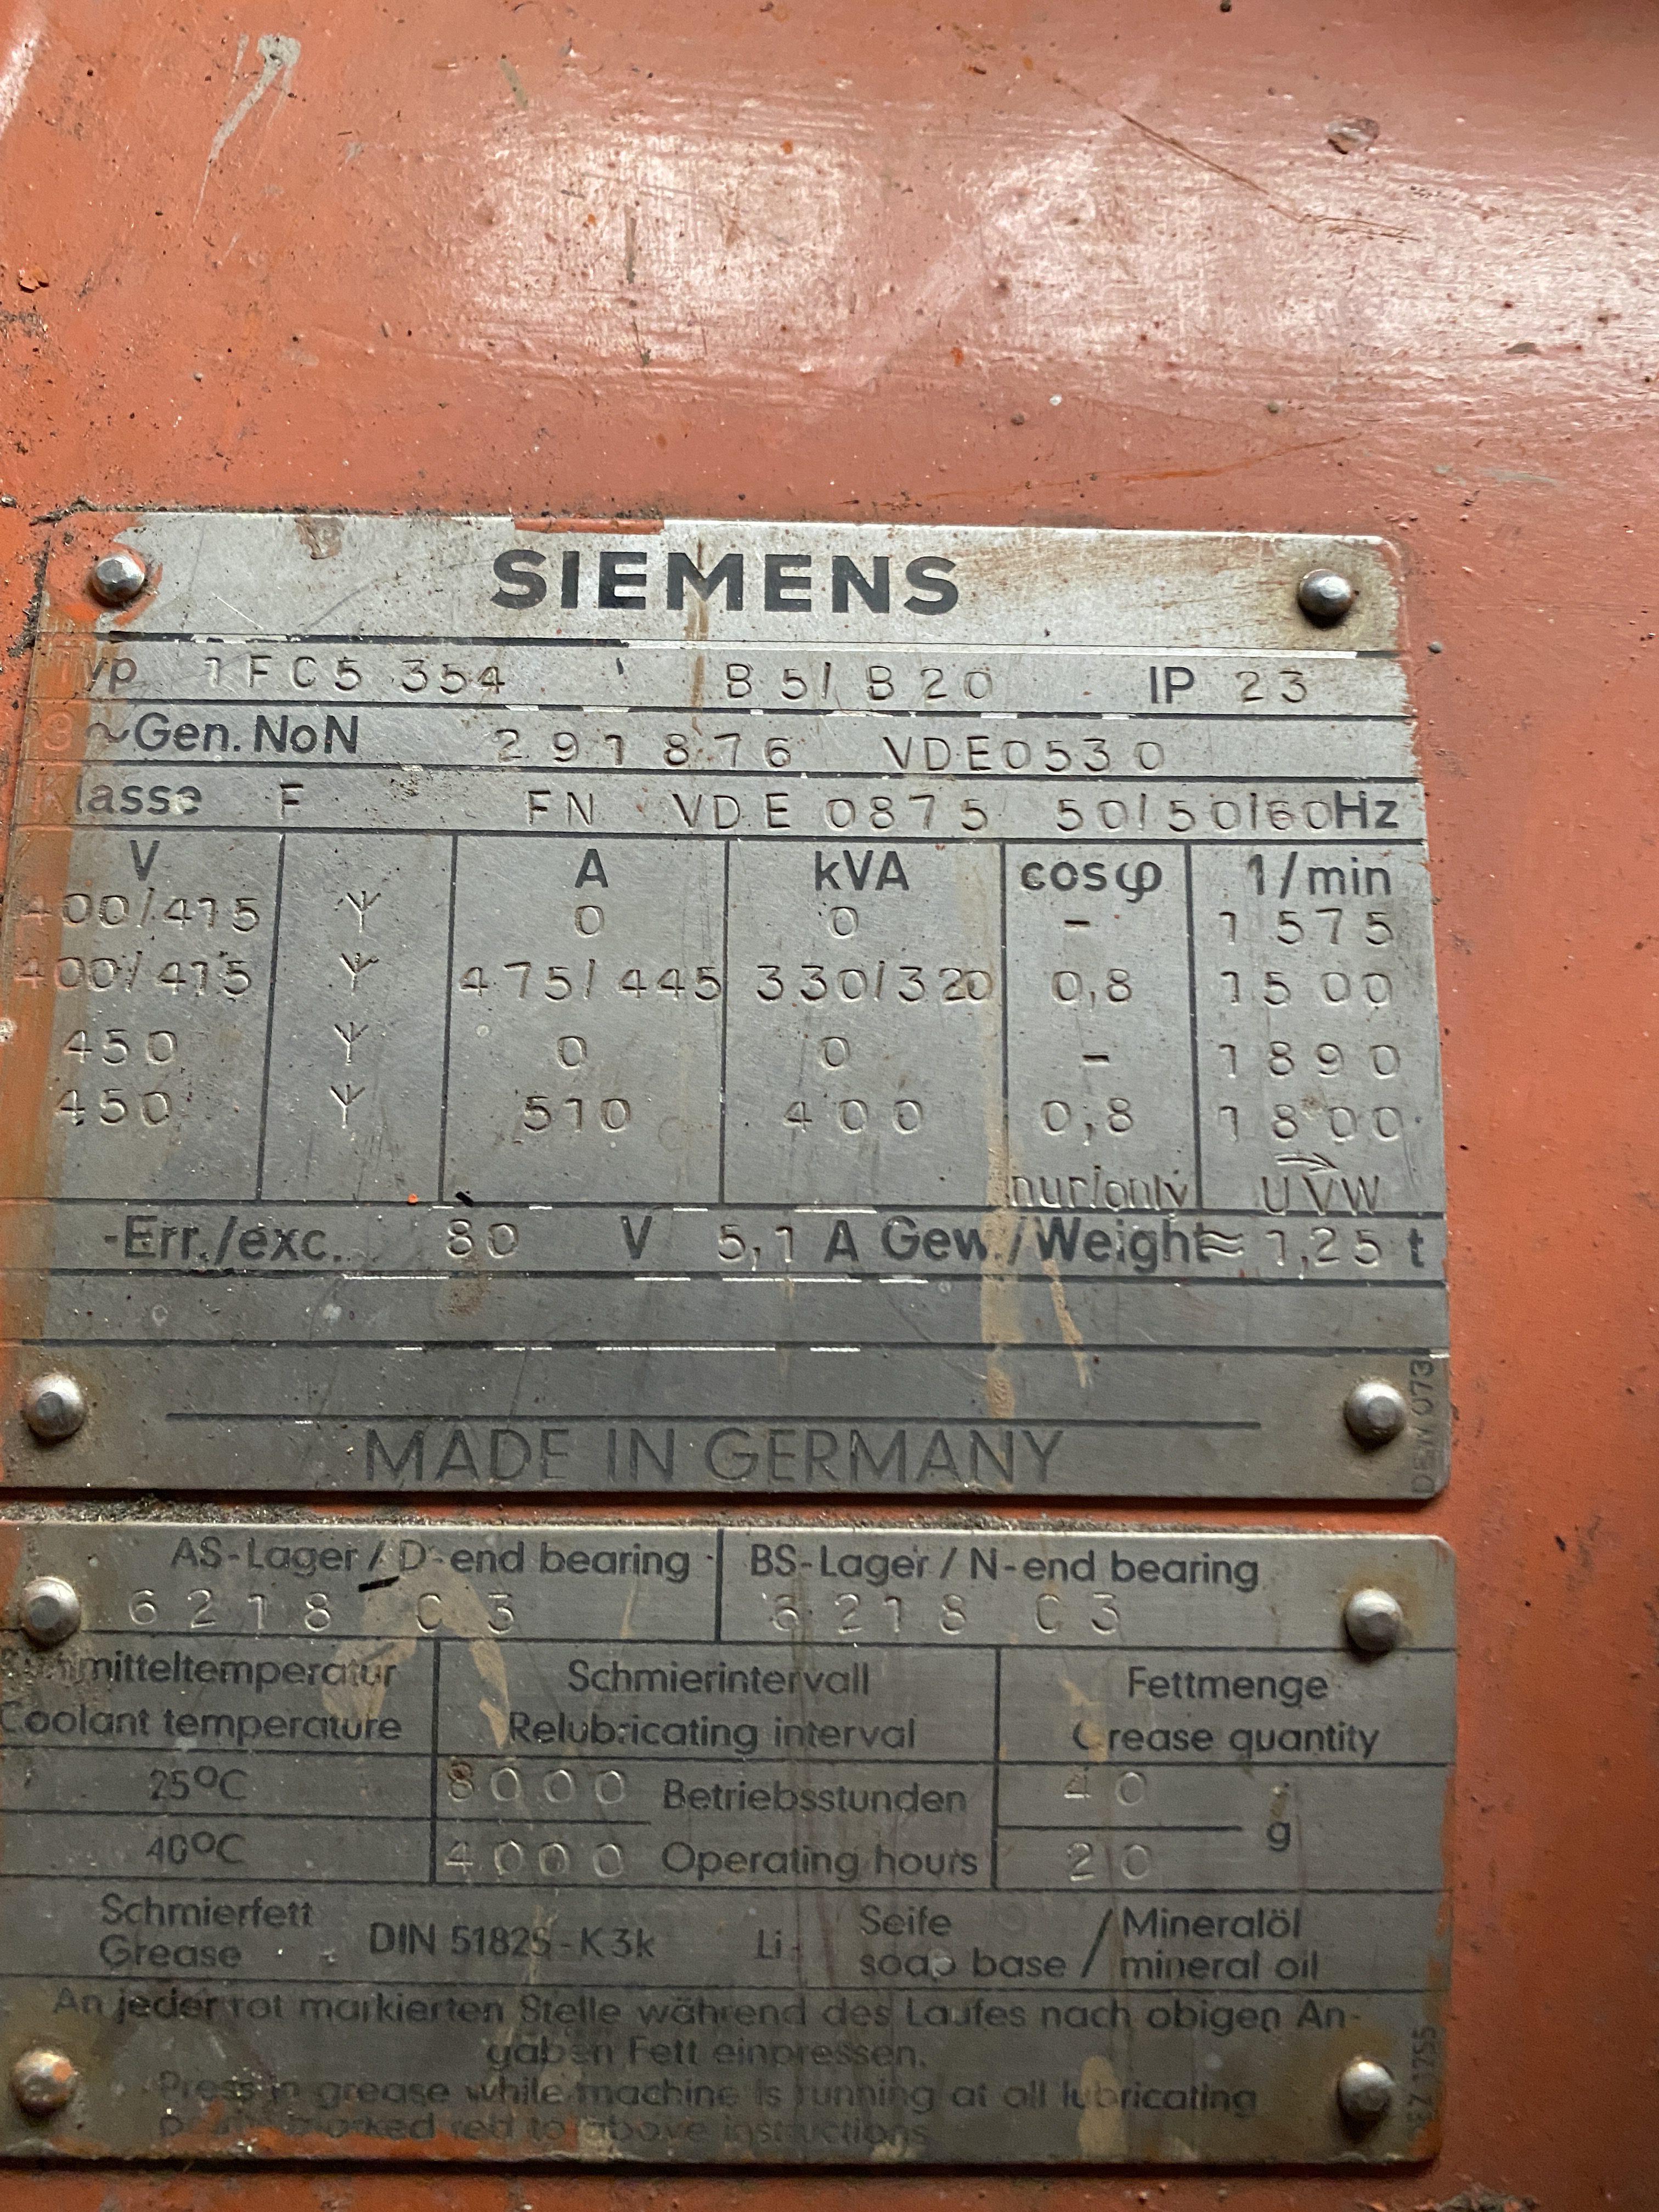 SIEMENS
Typ 1FC5 354 B5/B20 IP 23
3~Gen. NoN 291876 VDE0530
Klasse F FN VDE 0875 50/50/60Hz
V A kVA cosφ 1/min
400/415 Y 0 0 - 1575
400/415 Y 475/445 330/320 0,8 1500
450 Y 0 0 - 1890
450 Y 510 400 0,8 1800
nur/only UVW
-Err./exc. 80 V 5,1 A Gew./Weight≈ 1,25 t
MADE IN GERMANY
AS-Lager/D-end bearing BS-Lager/N-end bearing
6218 C3 6218 C3
Schmierintervall Fettmenge
Coolant temperature Relubricating interval Grease quantity
25°C 8000 Betriebsstunden 40
g
40°C 4000 Operating hours 20
Schmierfett Seife / Mineralöl
Grease DIN 51825-K3k Li- soap base / mineral oil
An jeder rot markierten Stelle während des Laufes nach obigen An-
gaben Fett einpressen.
Press in grease while machine is running at all lubricating
marked red to above instructions